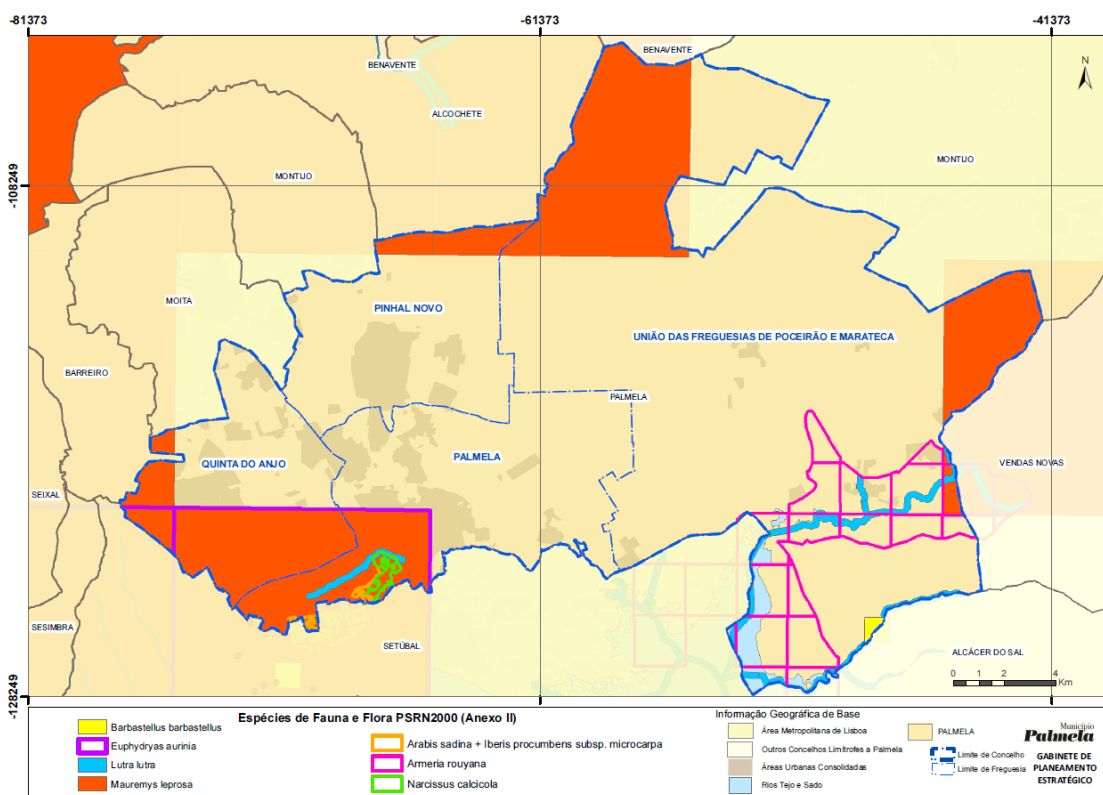 -81373
-61373
-41373
BENAVENTE
BENAVENTE
N
ALCOCHETE
MONTIJO
MONTIJO
-108249
-108249
MOITA
PINHAL NOVO
UNIÃO DAS FREGUESIAS DE POCEIRÃO E MARATECA
BARREIRO
PALMELA
QUINTA DO ANJO
PALMELA
VENDAS NOVAS
SEIXAL
SESIMBRA
SETÚBAL
ALCÁCER DO SAL
0 1 2 4
Km
-128249
-128249
Espécies de Fauna e Flora PSRN2000 (Anexo II)
Barbastellus barbastellus
Euphydryas aurinia
Lutra lutra
Mauremys leprosa
Arabis sadina + Iberis procumbens subsp. microcarpa
Armeria rouyana
Narcissus calcicola
Informação Geográfica de Base
Área Metropolitana de Lisboa
Outros Concelhos Limítrofes a Palmela
Áreas Urbanas Consolidadas
Rios Tejo e Sado
PALMELA
Limite de Concelho
Limite de Freguesia
Município
Palmela
GABINETE DE
PLANEAMENTO
ESTRATÉGICO